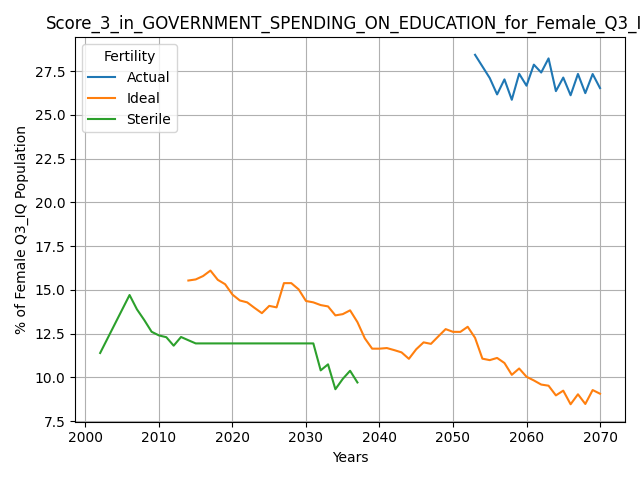 Score_3_in_GOVERNMENT_SPENDING_ON_EDUCATION_for_Female_Q3_I
Fertility
Actual
Ideal
Sterile
% of Female Q3_IQ Population
27.5
25.0
22.5
20.0
17.5
15.0
12.5
10.0
7.5
2000 2010 2020 2030 2040 2050 2060 2070
Years